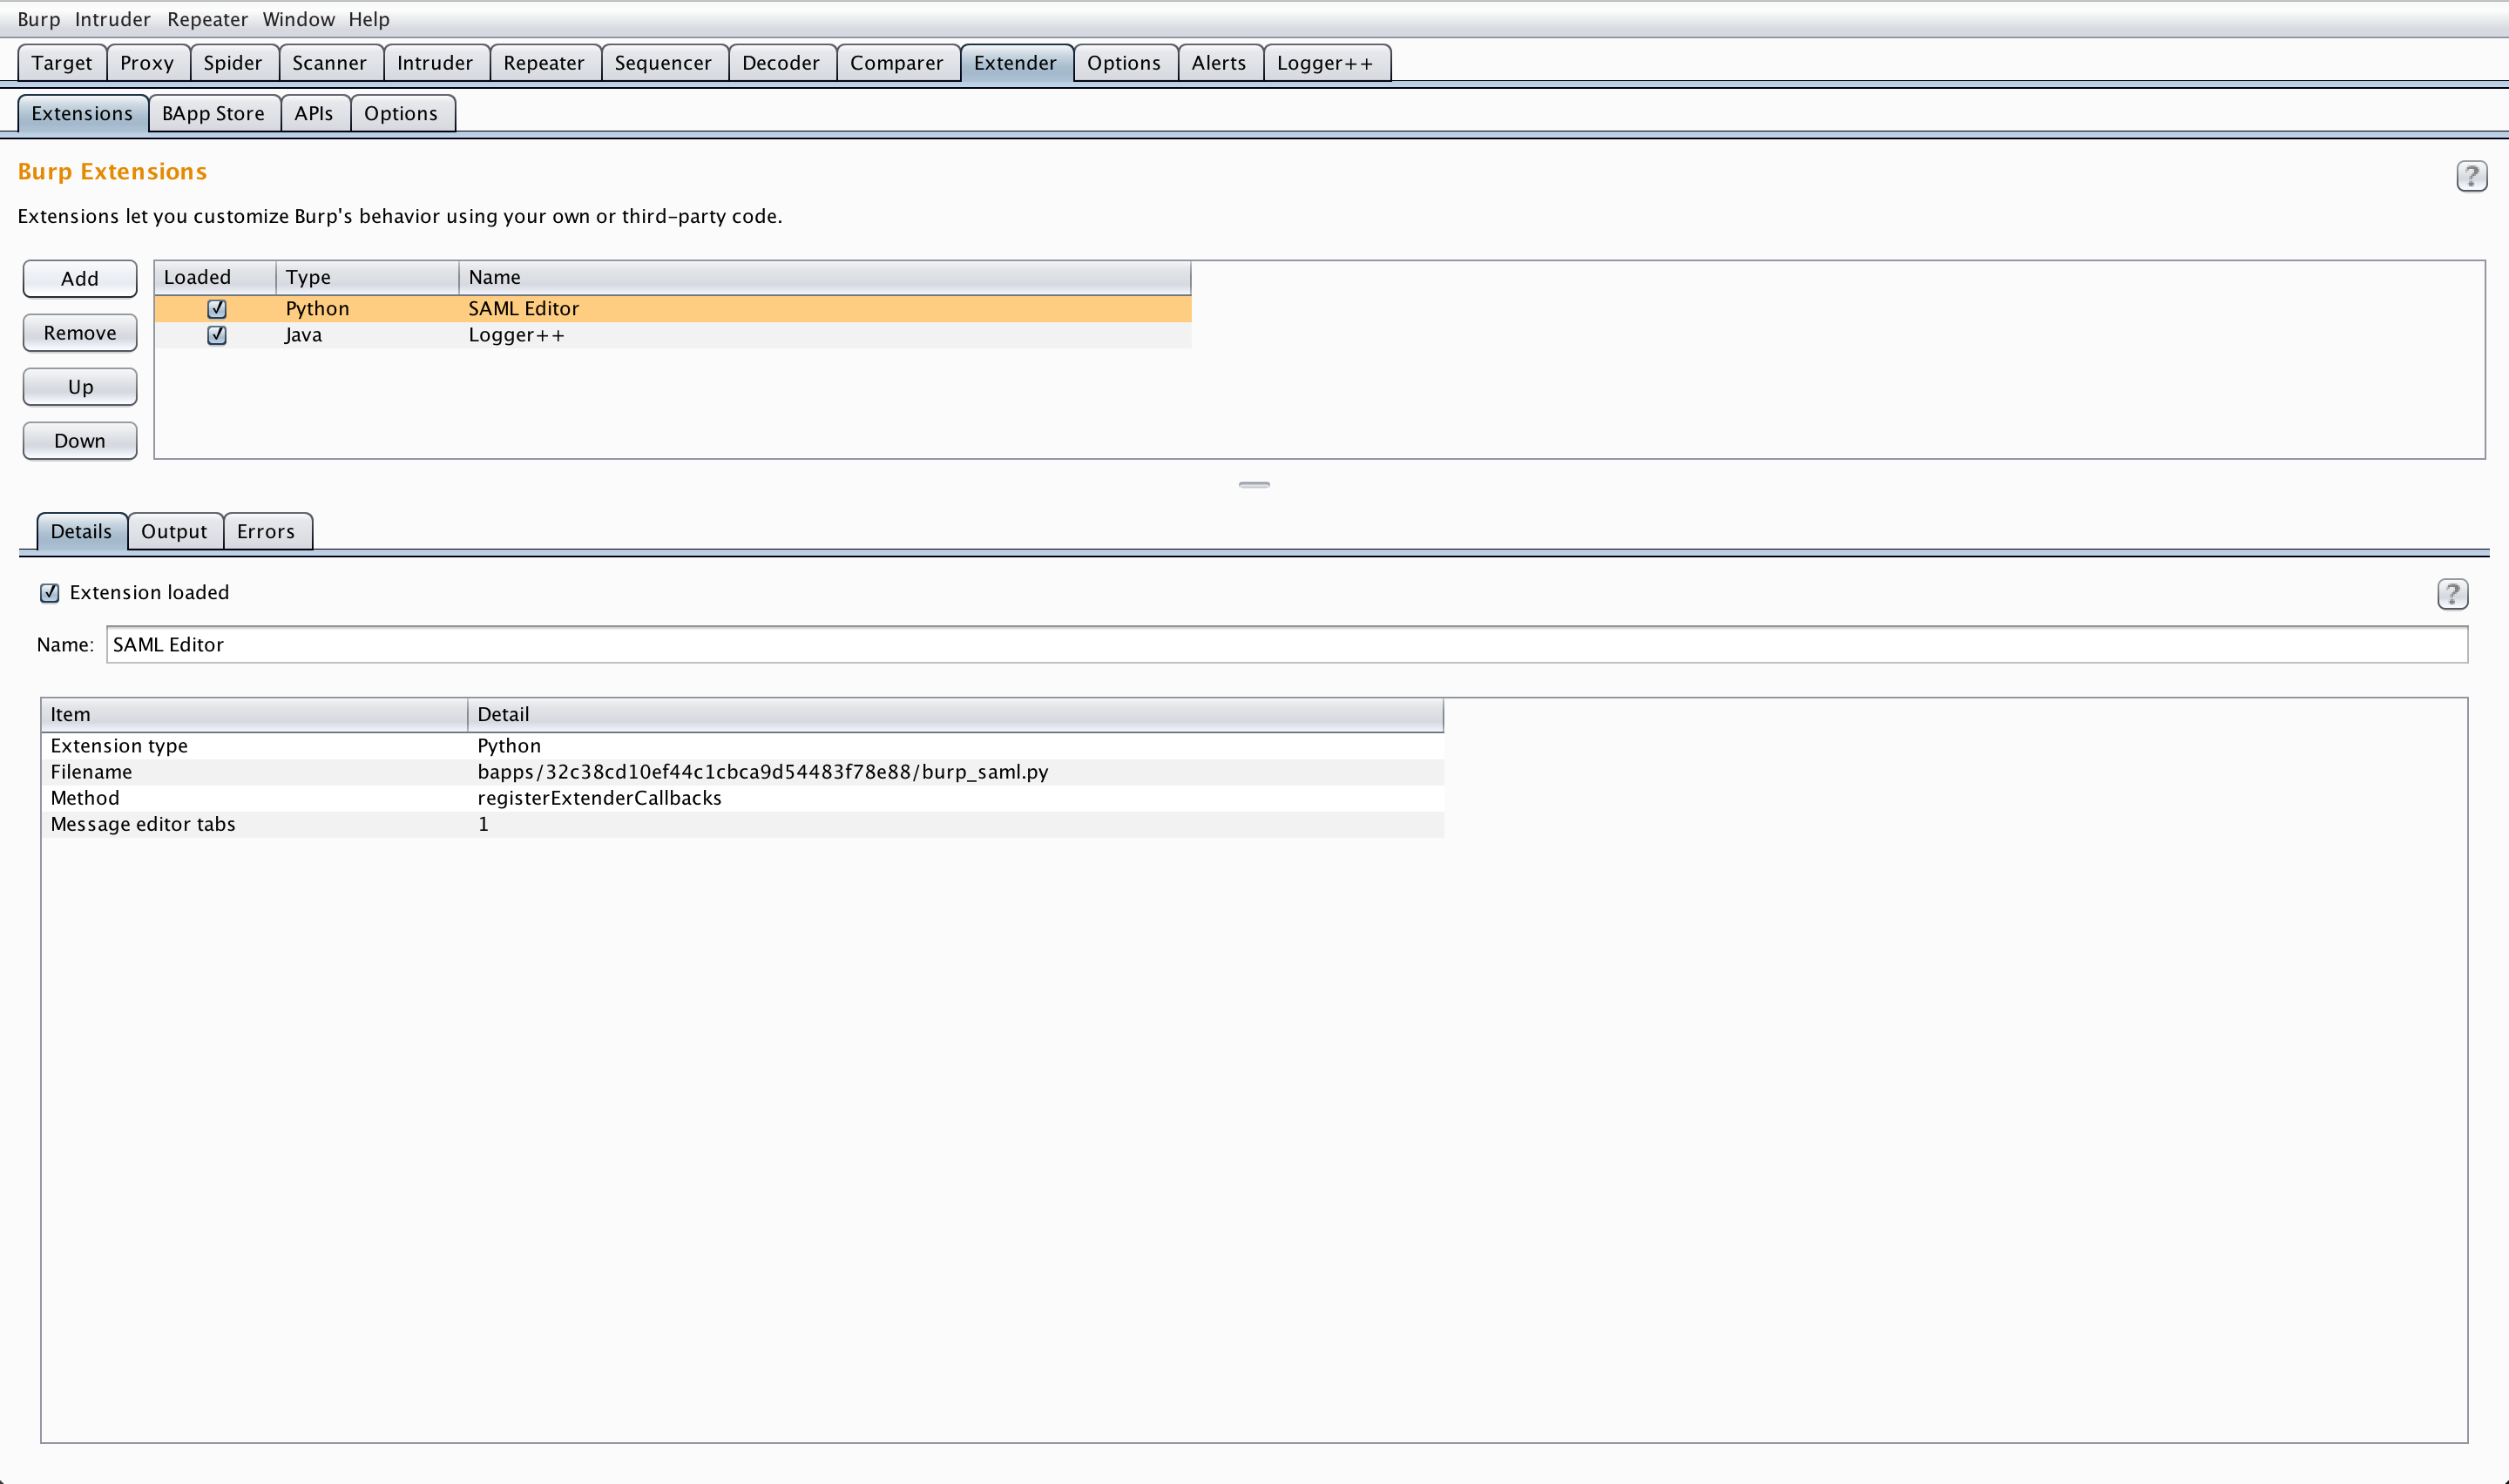 Burp Intruder Repeater Window Help
Target Proxy Spider Scanner Intruder Repeater Sequencer Decoder Comparer Extender Options Alerts Logger++
Extensions BApp Store APIs Options
Burp Extensions
?
Extensions let you customize Burp's behavior using your own or third-party code.
Add
Remove
Up
Down
Loaded Type Name
Python SAML Editor
Java Logger++
Details Output Errors
Extension loaded
?
Name: SAML Editor
Item Detail
Extension type Python
Filename bapps/32c38cd10ef44c1cbca9d54483f78e88/burp_saml.py
Method registerExtenderCallbacks
Message editor tabs 1